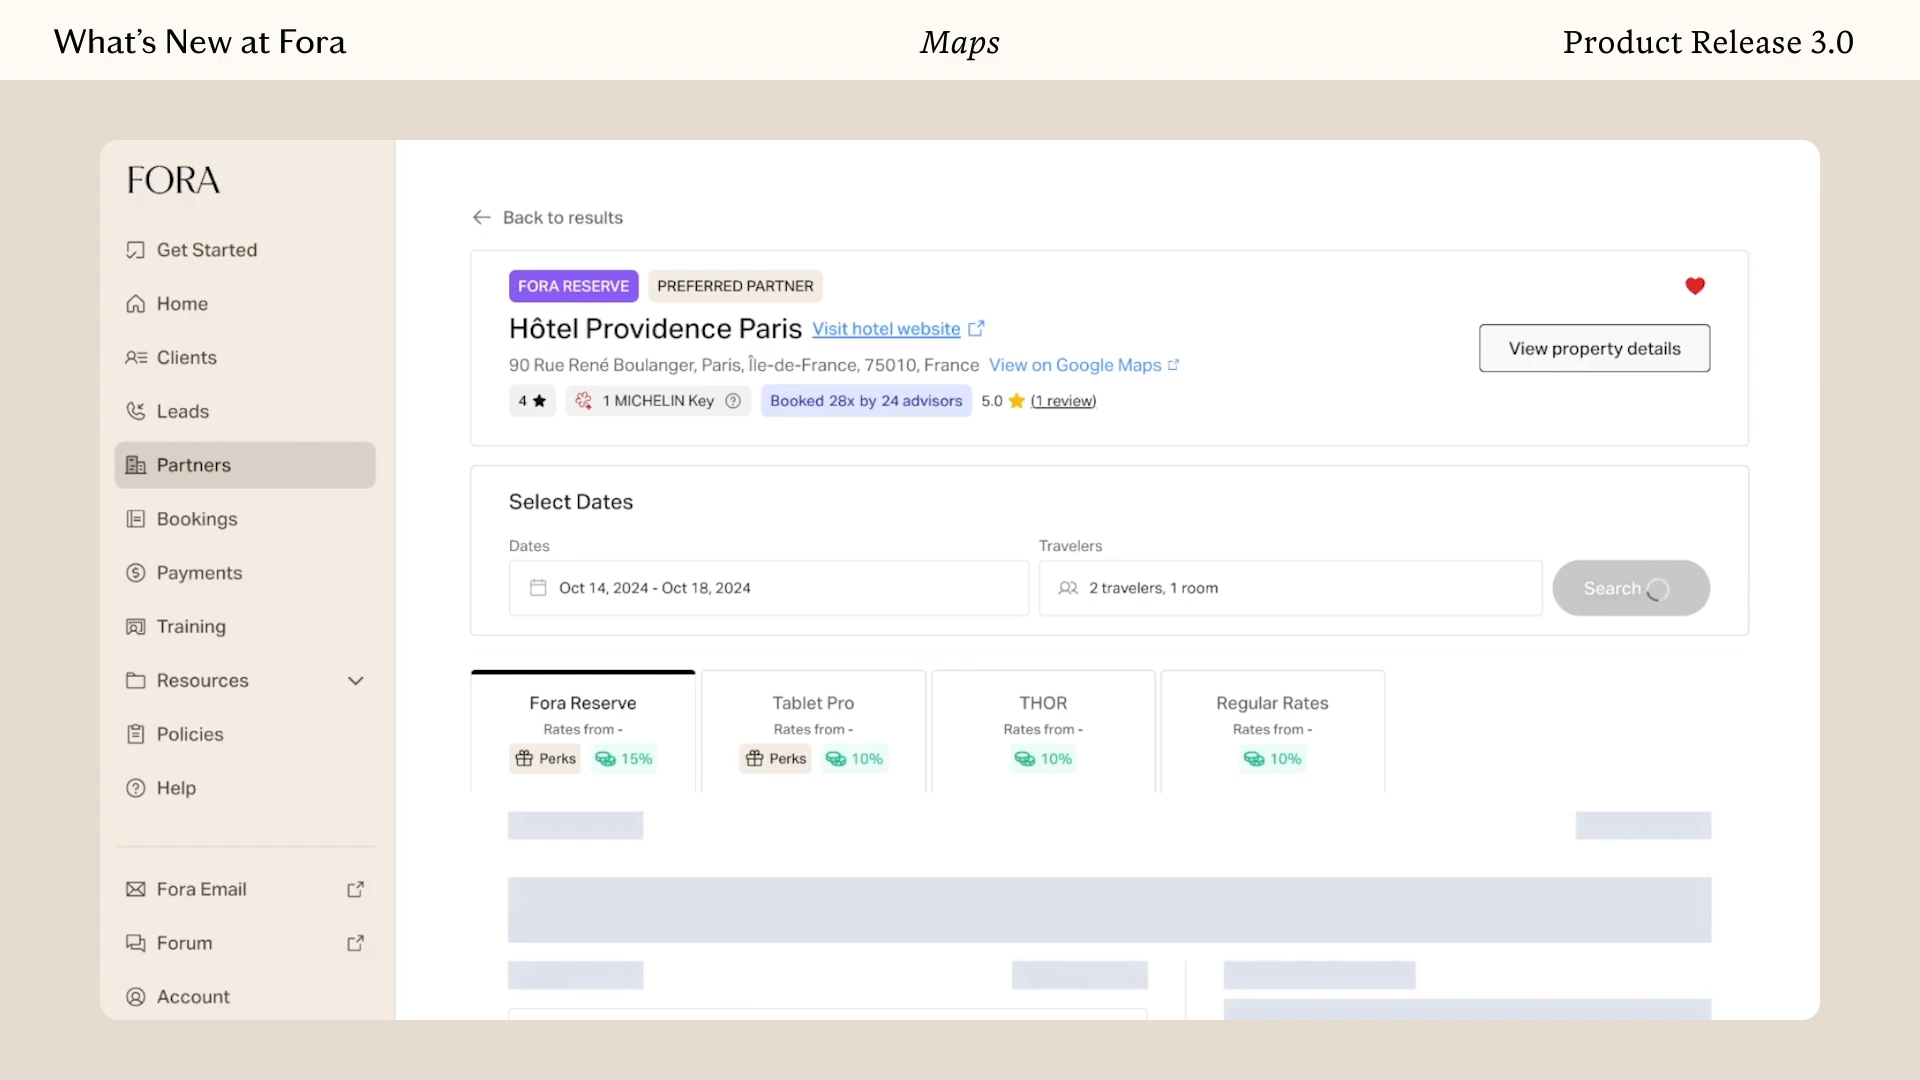 What's New at Fora
Maps
Product Release 3.0
FORA
Get Started
Home
Clients
Leads
Partners
Bookings
Payments
Training
Resources
Policies
Help
Fora Email
Forum
Account
Back to results
FORA RESERVE
PREFERRED PARTNER
Hôtel Providence Paris Visit hotel website
90 Rue René Boulanger, Paris, Île-de-France, 75010, France View on Google Maps
4 ★ 1 MICHELIN Key Booked 28x by 24 advisors 5.0 (1 review)
View property details
Select Dates
Dates
Oct 14, 2024 - Oct 18, 2024
Travelers
2 travelers, 1 room
Search
Fora Reserve
Rates from -
Perks 15%
Tablet Pro
Rates from -
Perks 10%
THOR
Rates from -
10%
Regular Rates
Rates from -
10%